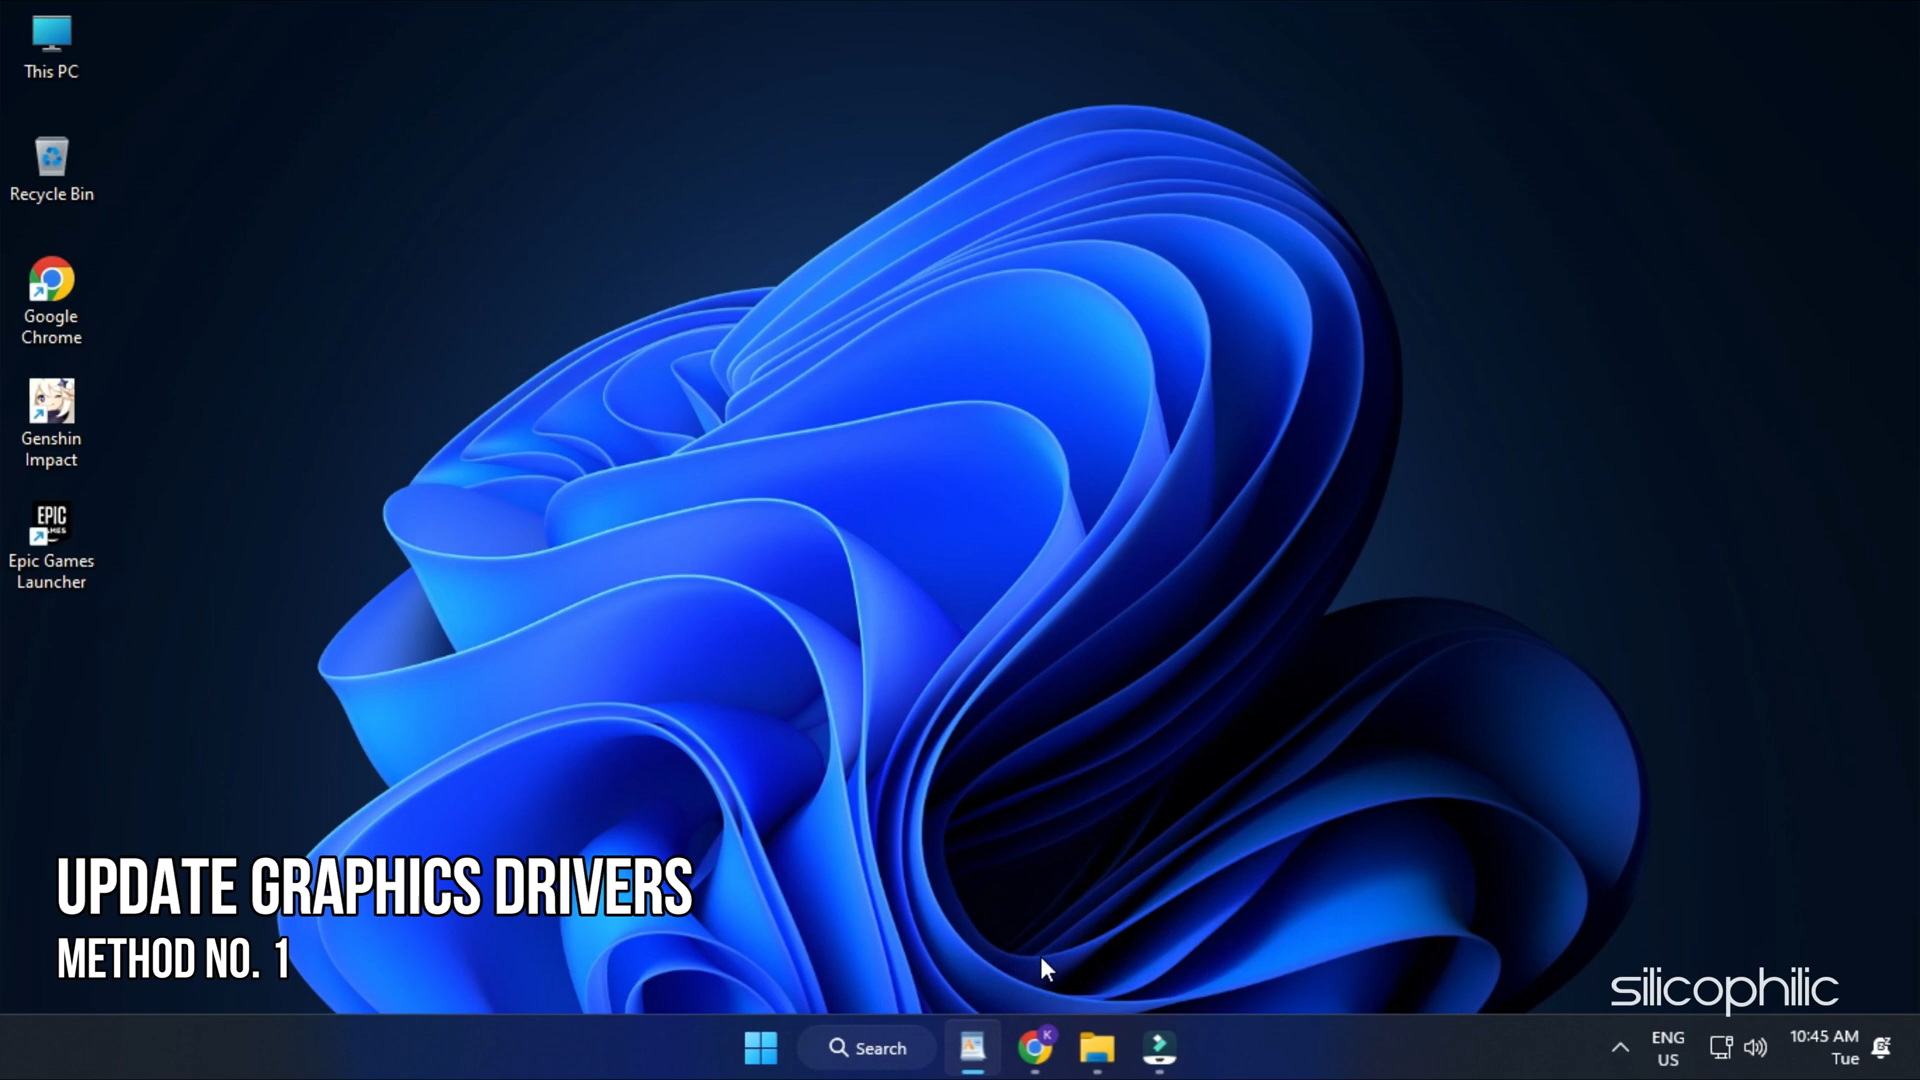 This PC
Recycle Bin
Google
Chrome
Genshin
Impact
EPIC
Epic Games
Launcher
UPDATE GRAPHICS DRIVERS
METHOD NO. 1
silicophilic
Search
K
ENG
US
10:45 AM
Tue